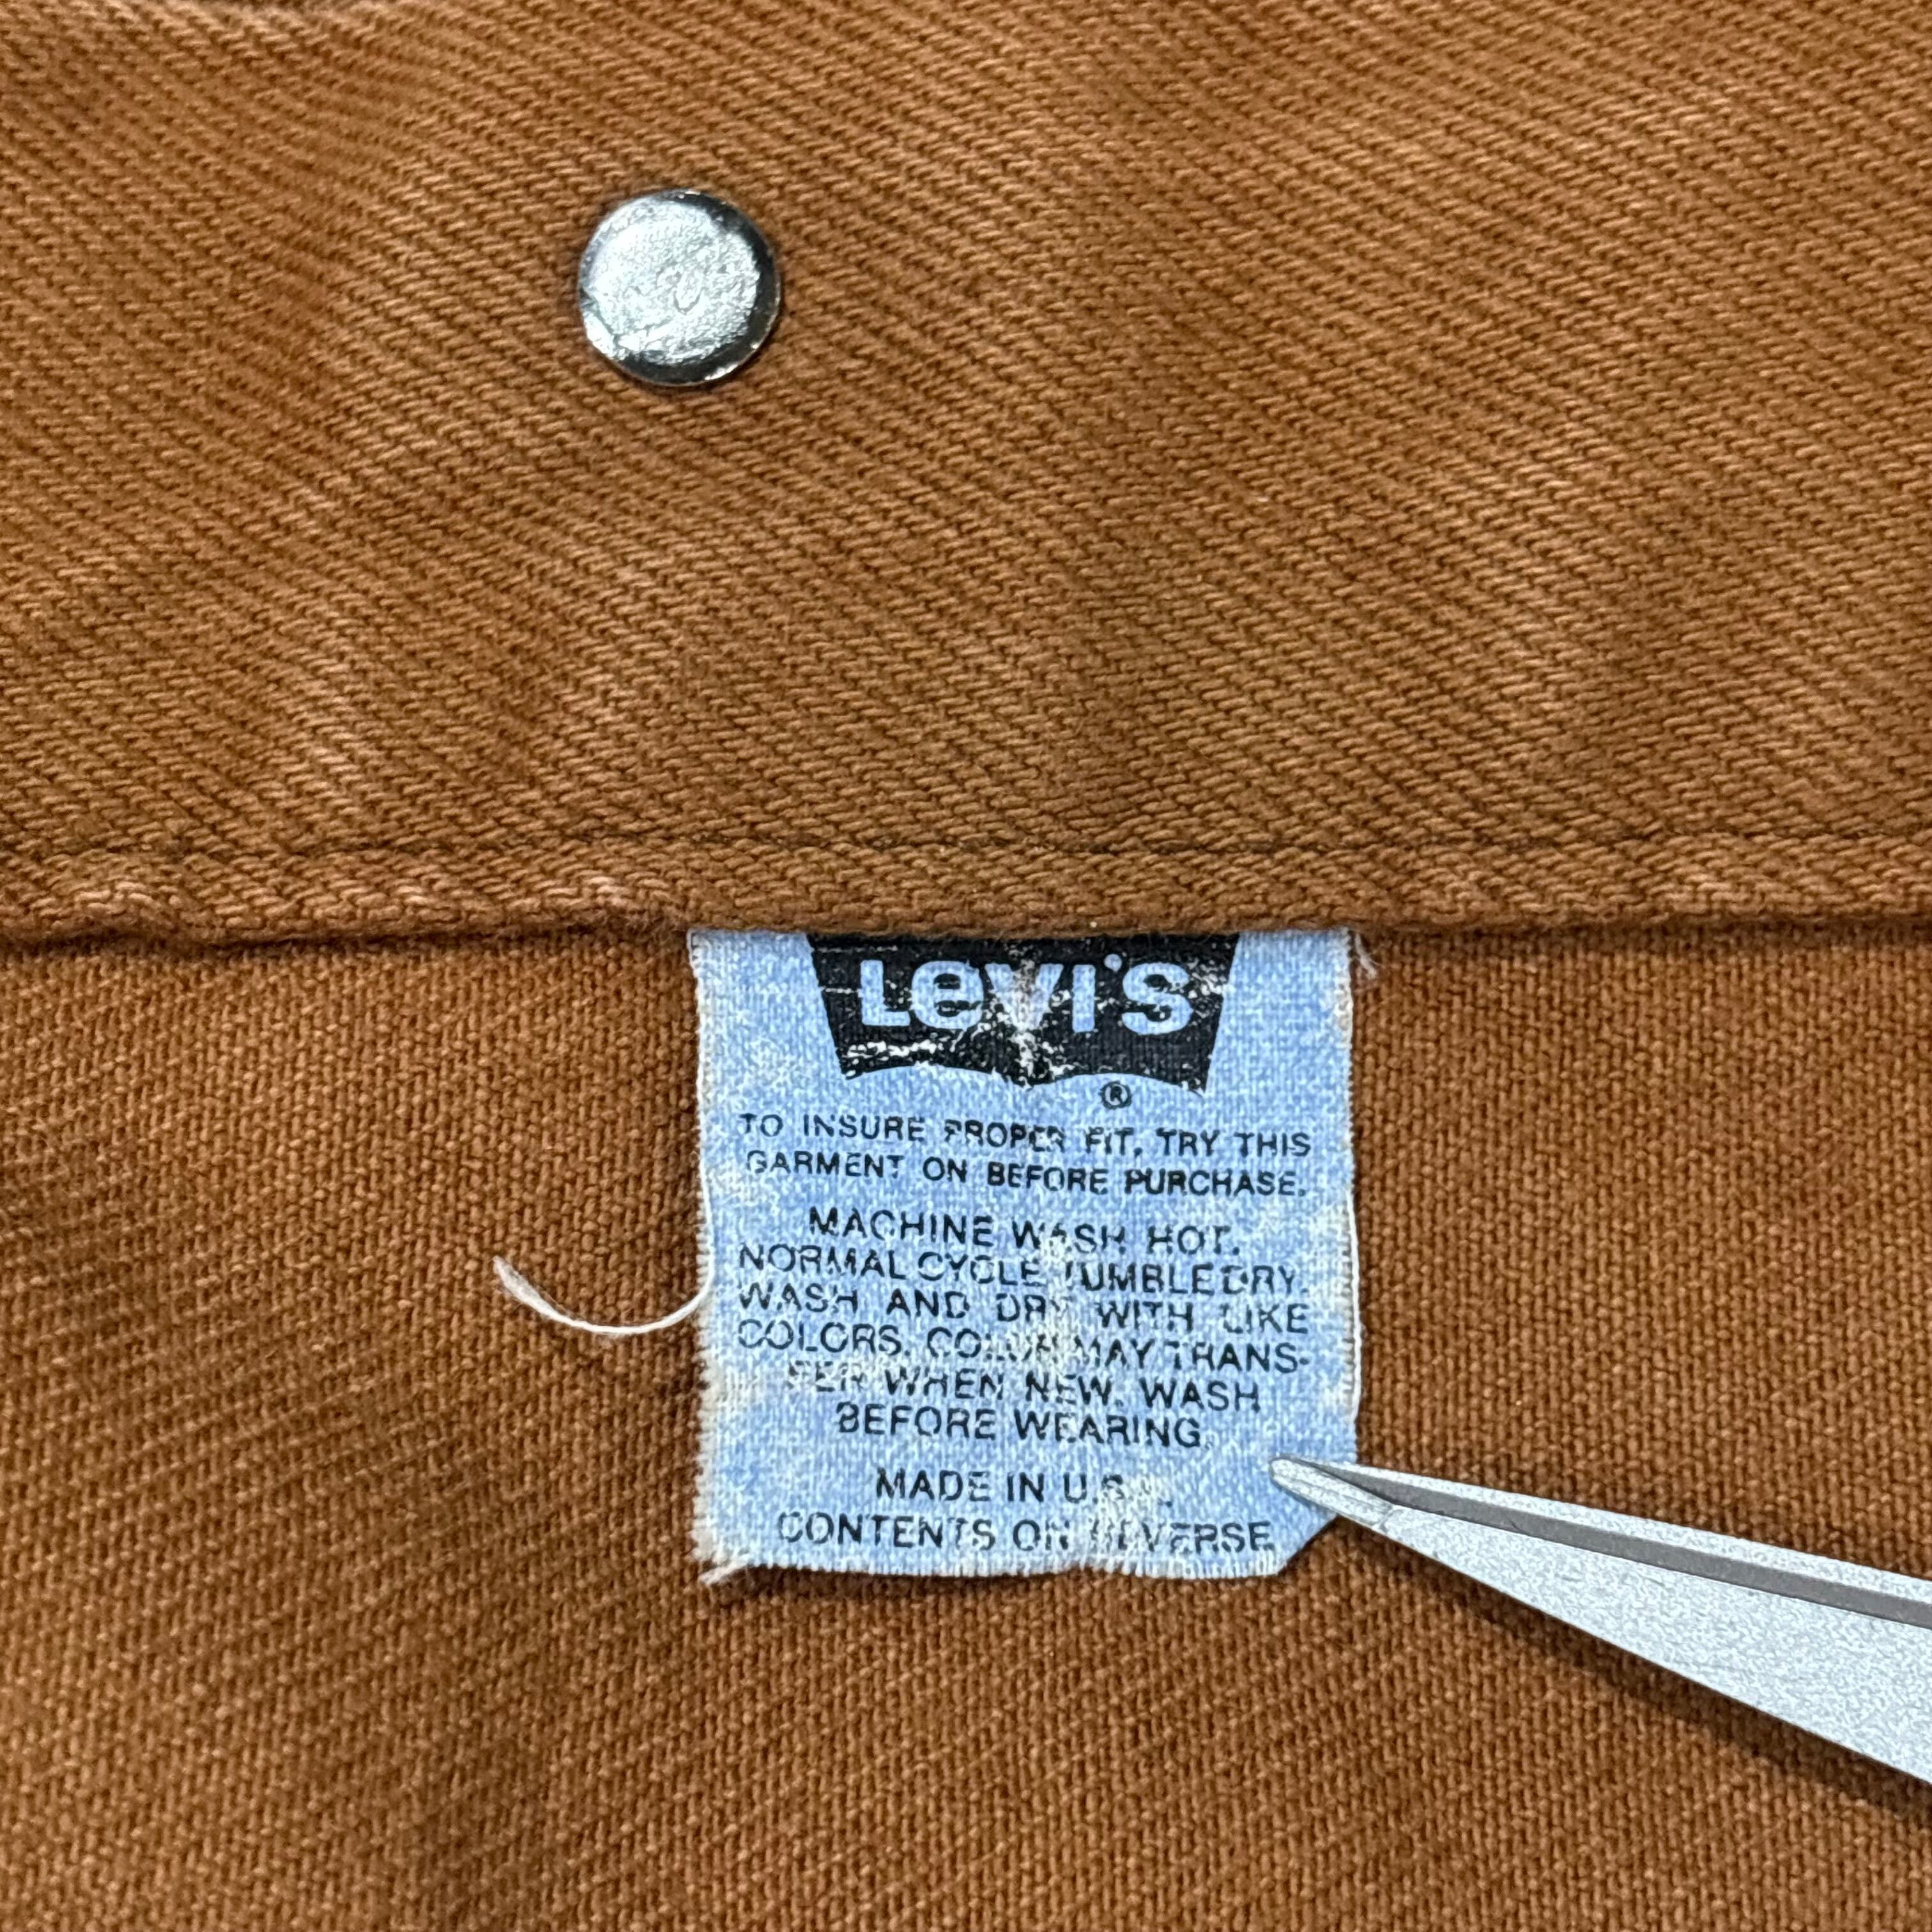 Levi's
®
TO INSURE PROPER FIT, TRY THIS
GARMENT ON BEFORE PURCHASE.
MACHINE WASH HOT.
NORMAL CYCLE TUMBLE DRY.
WASH AND DRY WITH LIKE
COLORS. COLOR MAY TRANS-
FER WHEN NEW. WASH
BEFORE WEARING.
MADE IN U.S.A.
CONTENTS ON REVERSE